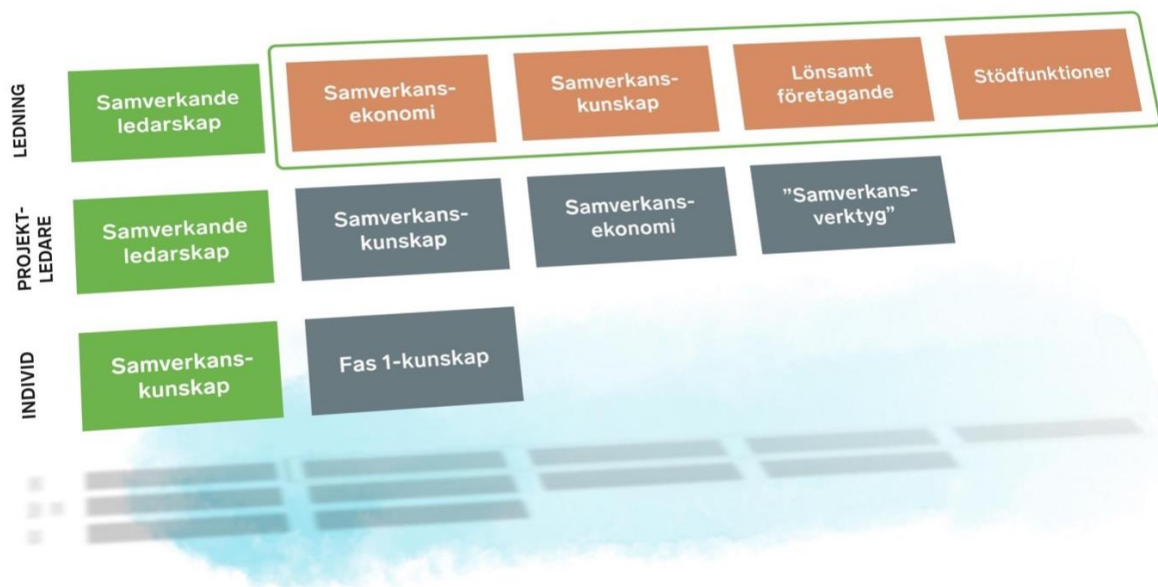 LEDNING
Samverkande
ledarskap
Samverkans-
ekonomi
Samverkans-
kunskap
Lönsamt
företagande
Stödfunktioner
PROJEKT-
LEDARE
Samverkande
ledarskap
Samverkans-
kunskap
Samverkans-
ekonomi
”Samverkans-
verktyg”
INDIVID
Samverkans-
kunskap
Fas 1-kunskap